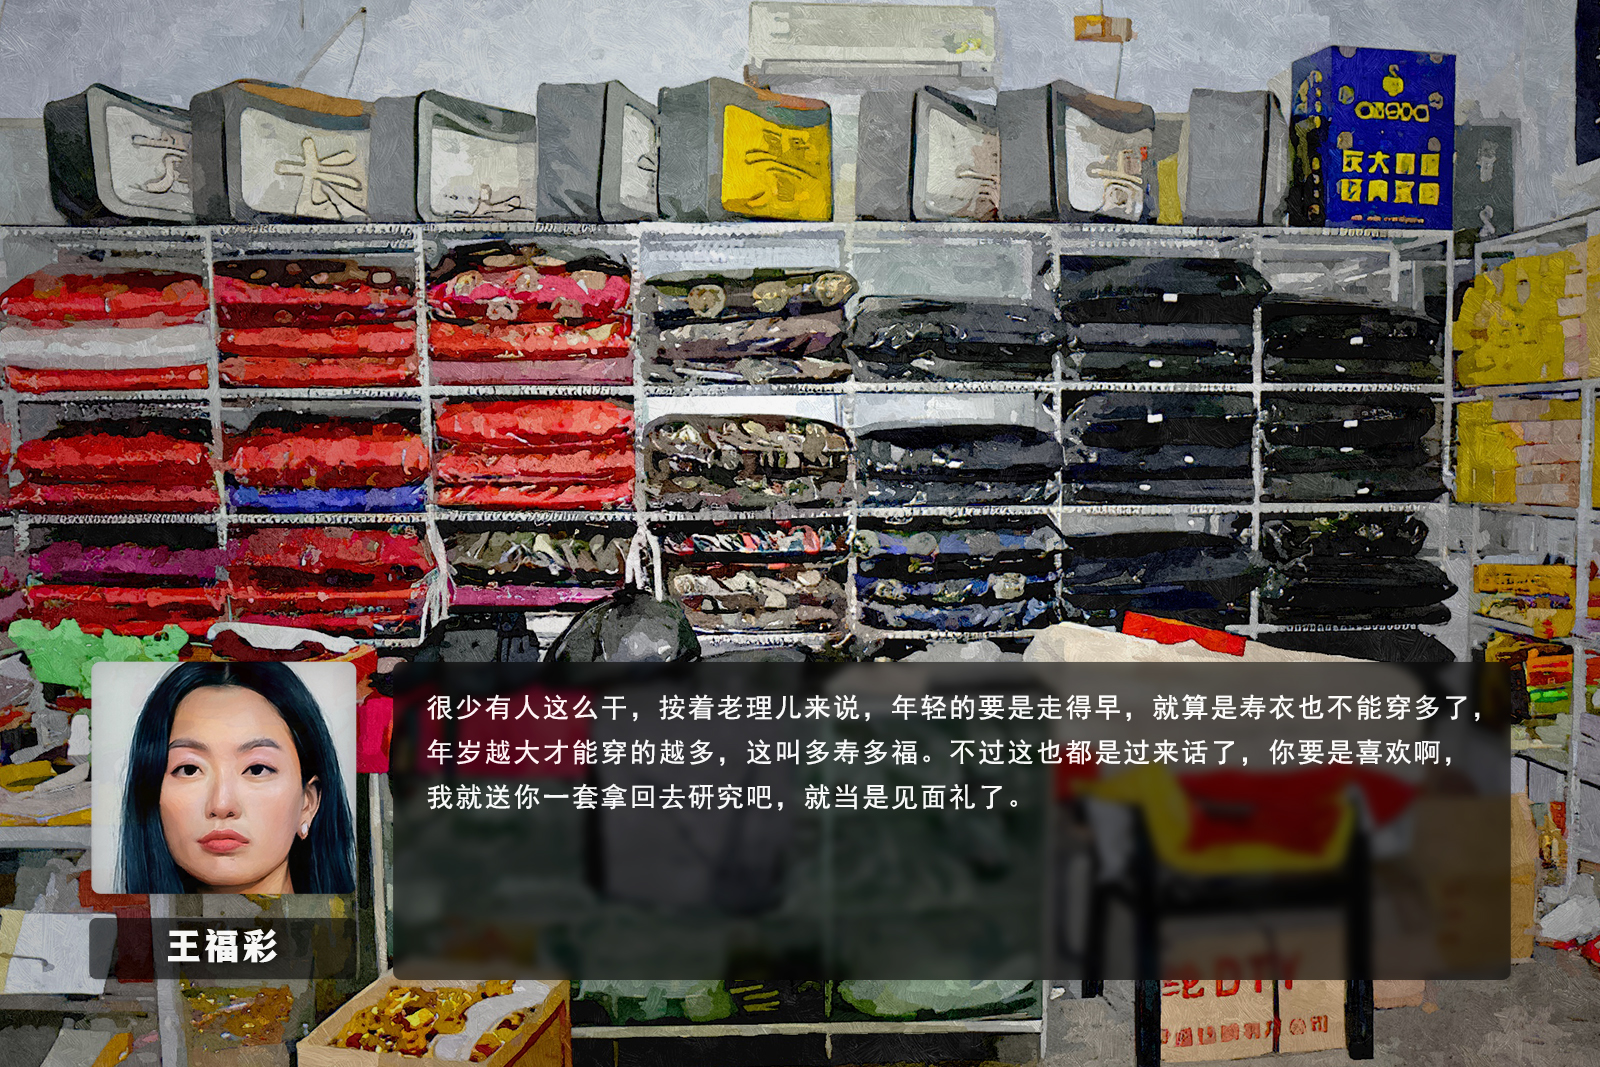 很少有人这么干，按着老理儿来说，年轻的要是走得早，就算是寿衣也不能穿多了，
年岁越大才能穿的越多，这叫多寿多福。不过这也都是过来话了，你要是喜欢啊，
我就送你一套拿回去研究吧，就当是见面礼了。
王福彩